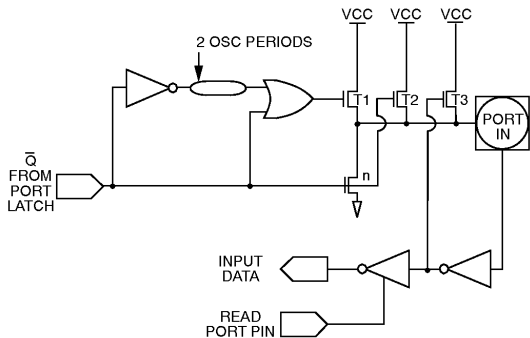 VCC VCC VCC
2 OSC PERIODS
T1 T2 T3
PORT
IN
Q
FROM
PORT
LATCH
n
INPUT
DATA
READ
PORT PIN